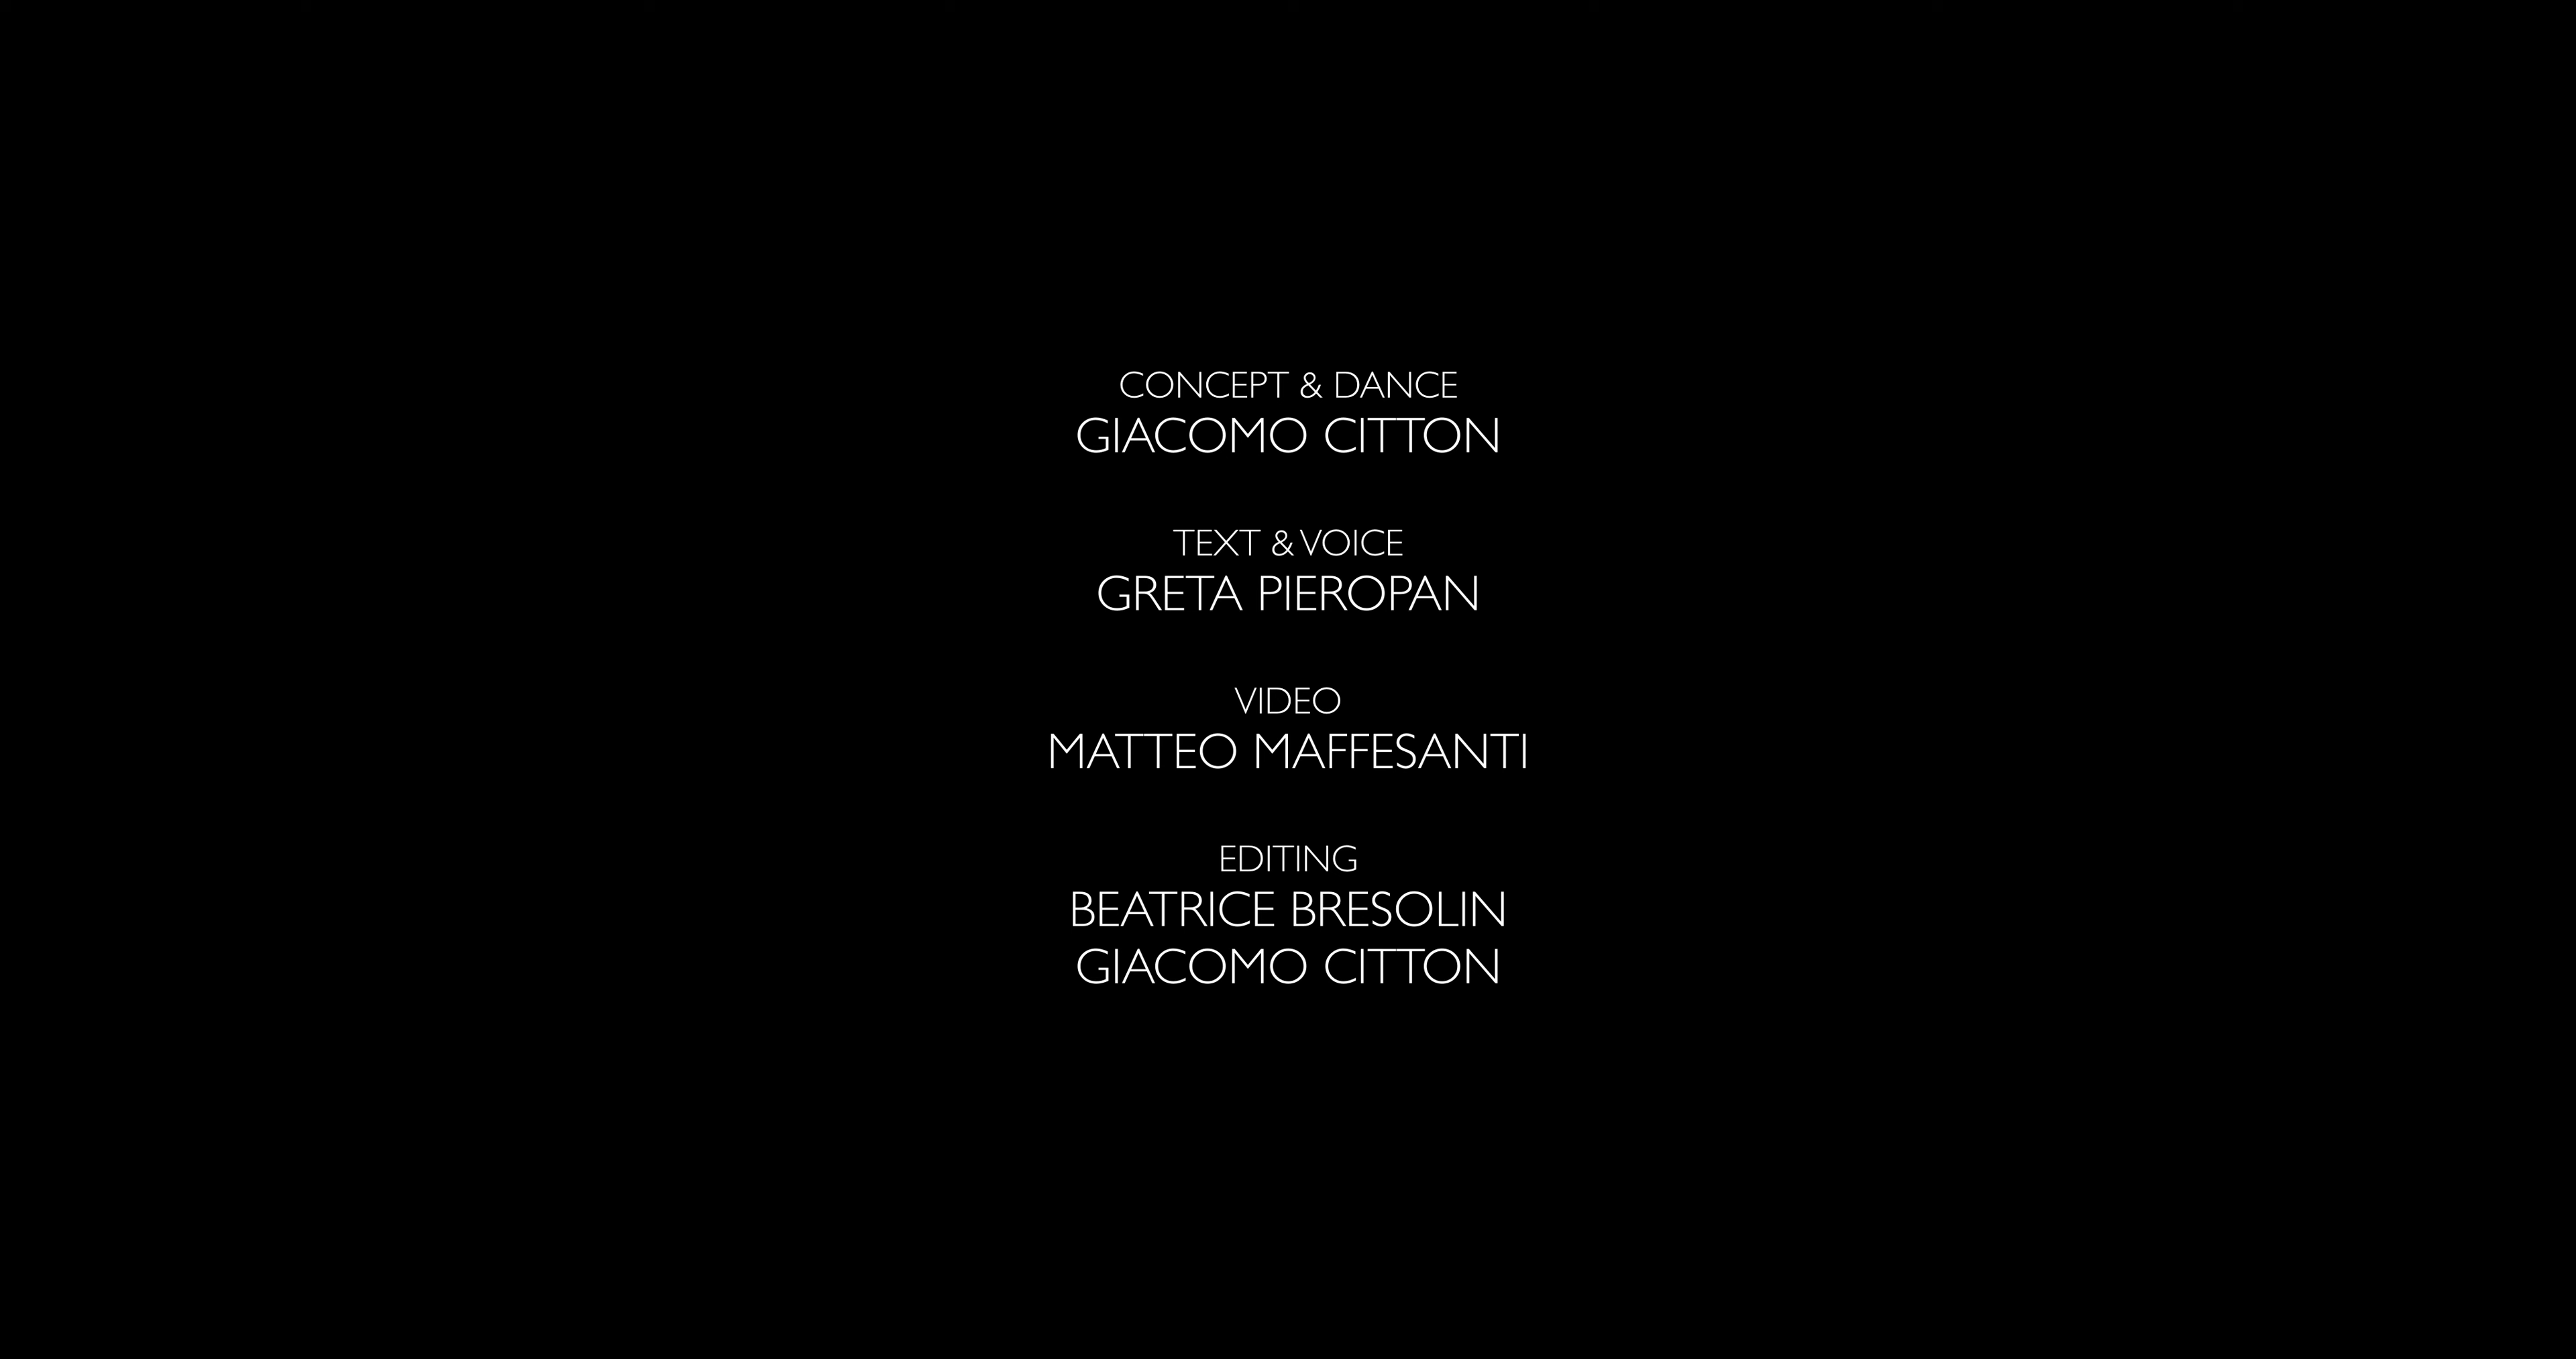 CONCEPT & DANCE
GIACOMO CITTON
TEXT & VOICE
GRETA PIEROPAN
VIDEO
MATTEO MAFFESANTI
EDITING
BEATRICE BRESOLIN
GIACOMO CITTON